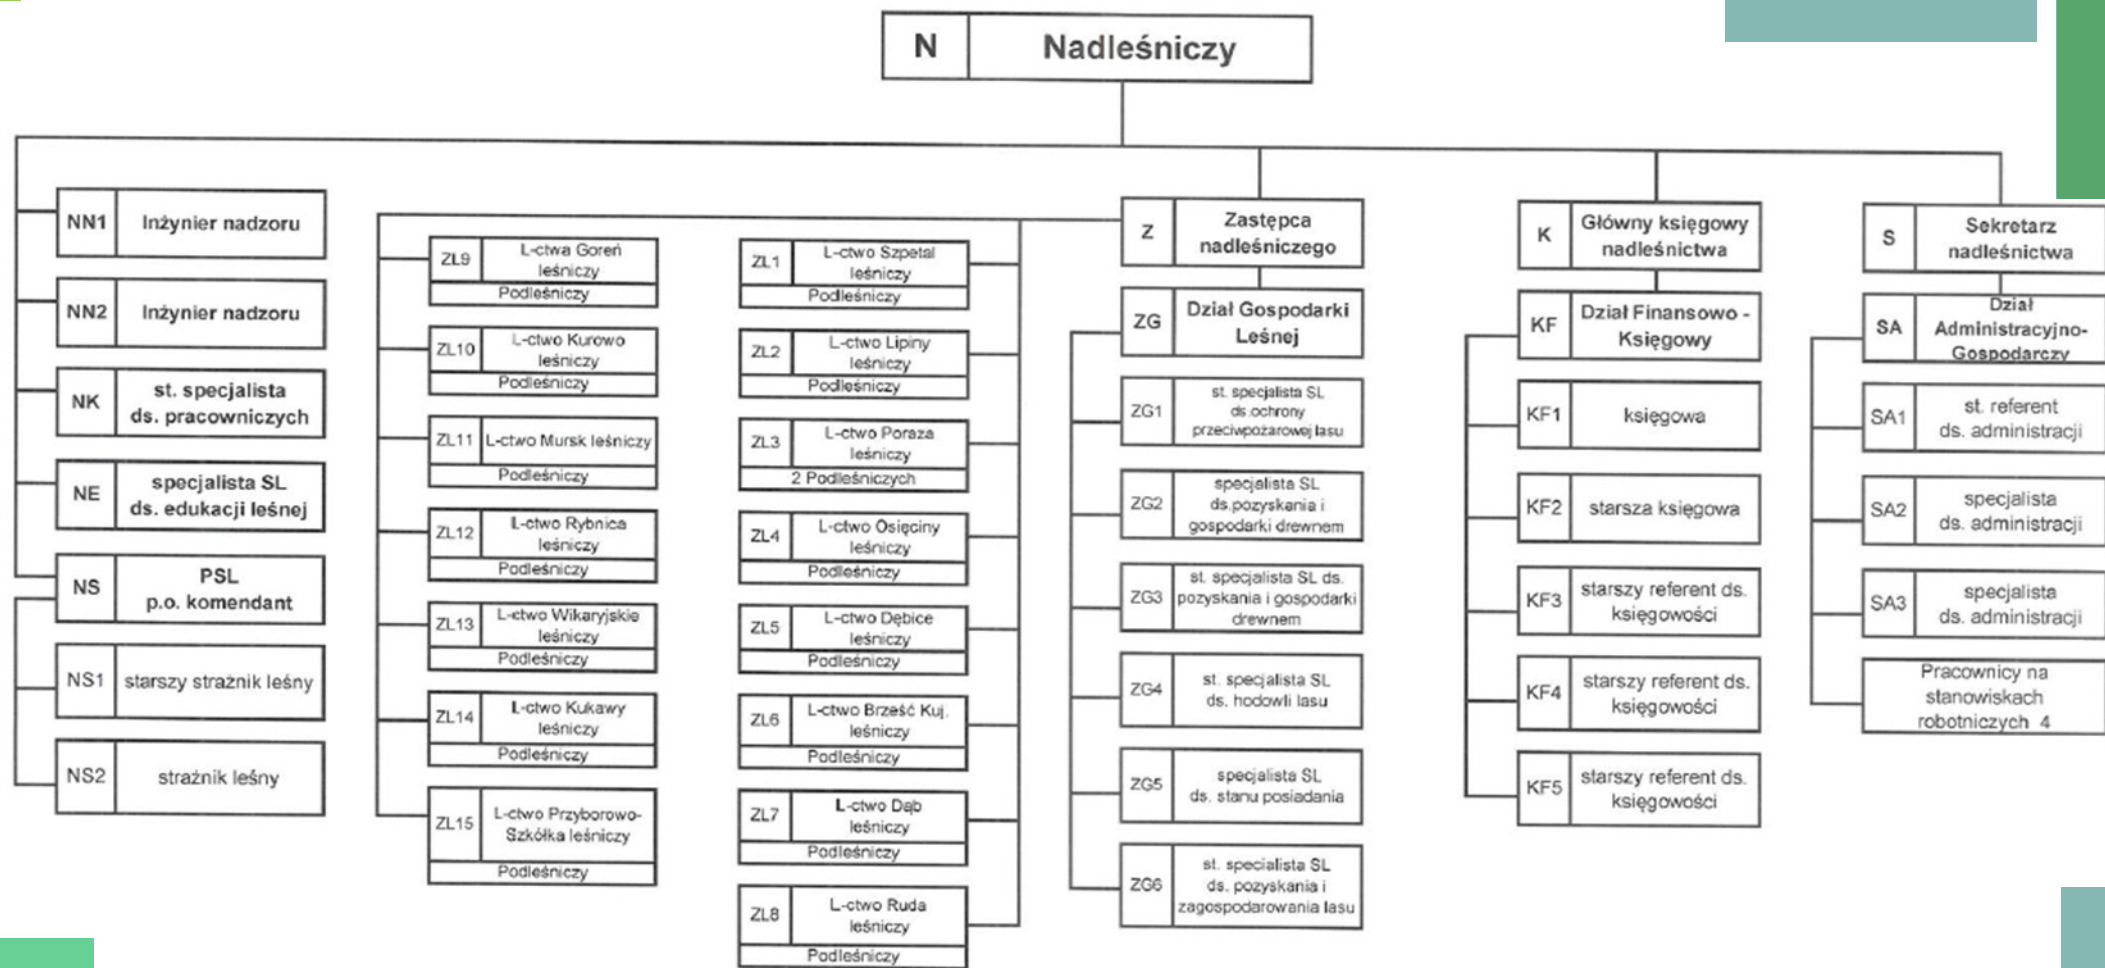 N Nadleśniczy
NN1 Inżynier nadzoru
NN2 Inżynier nadzoru
NK st. specjalista
ds. pracowniczych
NE specjalista SL
ds. edukacji leśnej
NS PSL
p.o. komendant
NS1 starszy strażnik leśny
NS2 strażnik leśny
ZL9 L-ctwa Goreń
leśniczy
Podleśniczy
ZL10 L-ctwo Kurowo
leśniczy
Podleśniczy
ZL11 L-ctwo Mursk leśniczy
Podleśniczy
ZL12 L-ctwo Rybnica
leśniczy
Podleśniczy
ZL13 L-ctwo Wikaryjskie
leśniczy
Podleśniczy
ZL14 L-ctwo Kukawy
leśniczy
Podleśniczy
ZL15 L-ctwo Przyborowo-
Szkółka leśniczy
Podleśniczy
ZL1 L-ctwo Szpetal
leśniczy
Podleśniczy
ZL2 L-ctwo Lipiny
leśniczy
Podleśniczy
ZL3 L-ctwo Poraza
leśniczy
2 Podleśniczych
ZL4 L-ctwo Osięciny
leśniczy
Podleśniczy
ZL5 L-ctwo Dębice
leśniczy
Podleśniczy
ZL6 L-ctwo Brześć Kuj.
leśniczy
Podleśniczy
ZL7 L-ctwo Dąb
leśniczy
Podleśniczy
ZL8 L-ctwo Ruda
leśniczy
Podleśniczy
Z Zastępca
nadleśniczego
ZG Dział Gospodarki
Leśnej
ZG1 st. specjalista SL
ds.ochrony
przeciwpożarowej lasu
ZG2 specjalista SL
ds.pozyskania i
gospodarki drewnem
ZG3 st. specjalista SL ds.
pozyskania i gospodarki
drewnem
ZG4 st. specjalista SL
ds. hodowli lasu
ZG5 specjalista SL
ds. stanu posiadania
ZG6 st. specjalista SL
ds. pozyskania i
zagospodarowania lasu
K Główny księgowy
nadleśnictwa
KF Dział Finansowo -
Księgowy
KF1 księgowa
KF2 starsza księgowa
KF3 starszy referent ds.
księgowości
KF4 starszy referent ds.
księgowości
KF5 starszy referent ds.
księgowości
S Sekretarz
nadleśnictwa
SA Dział
Administracyjno-
Gospodarczy
SA1 st. referent
ds. administracji
SA2 specjalista
ds. administracji
SA3 specjalista
ds. administracji
Pracownicy na
stanowiskach
robotniczych 4